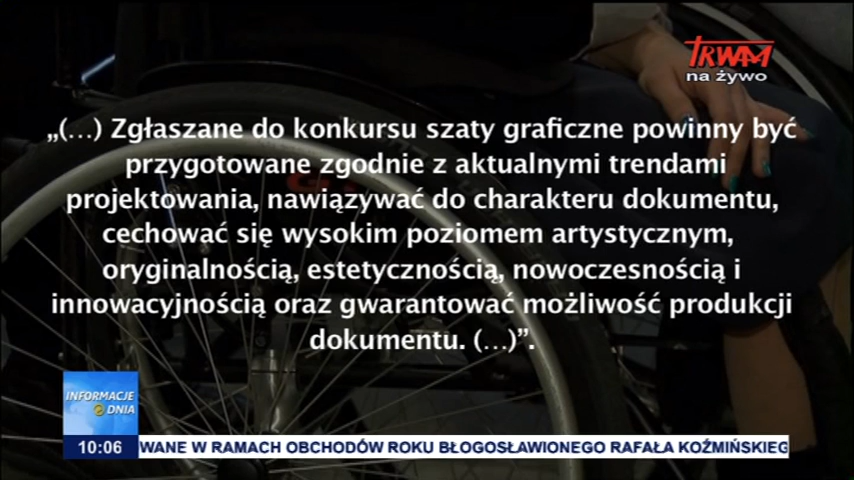 TRWAM
na żywo
„(...) Zgłaszane do konkursu szaty graficzne powinny być
przygotowane zgodnie z aktualnymi trendami
projektowania, nawiązywać do charakteru dokumentu,
cechować się wysokim poziomem artystycznym,
oryginalnością, estetycznością, nowoczesnością i
innowacyjnością oraz gwarantować możliwość produkcji
dokumentu. (...)”.
INFORMACJE
DNIA
10:06 WANE W RAMACH OBCHODÓW ROKU BŁOGOSŁAWIONEGO RAFAŁA KOŹMIŃSKIEG